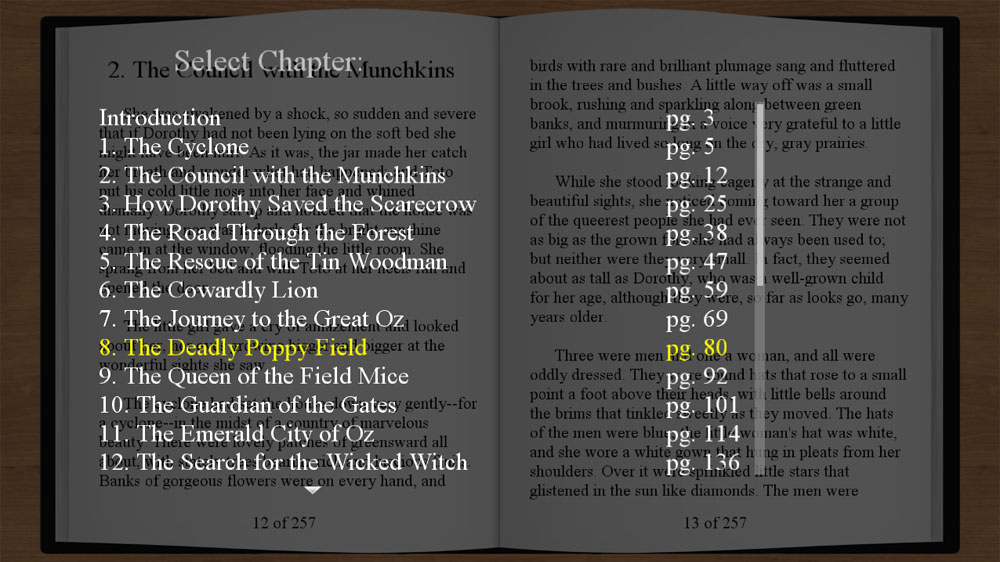 Select Chapter:
Introduction pg. 3
1. The Cyclone pg. 5
2. The Council with the Munchkins pg. 12
3. How Dorothy Saved the Scarecrow pg. 25
4. The Road Through the Forest pg. 38
5. The Rescue of the Tin Woodman pg. 47
6. The Cowardly Lion pg. 59
7. The Journey to the Great Oz pg. 69
8. The Deadly Poppy Field pg. 80
9. The Queen of the Field Mice pg. 92
10. The Guardian of the Gates pg. 101
11. The Emerald City of Oz pg. 114
12. The Search for the Wicked Witch pg. 136
2. The Council with the Munchkins
She was awakened by a shock, so sudden and severe
that if Dorothy had not been lying on the soft bed she
might have been hurt. As it was, the jar made her catch
put his cold little nose into her face and whined
dismally. Dorothy sat up and noticed that the house was
came in at the window, flooding the little room. She
sprang from her bed and with Toto at her heels ran and
opened the door.
The little girl gave a cry of amazement and looked
bigger and bigger at the
wonderful sights she saw.
very gently--for
a cyclone--in the midst of a country of marvelous
beauty. There were lovely patches of greensward all
Banks of gorgeous flowers were on every hand, and
12 of 257
birds with rare and brilliant plumage sang and fluttered
in the trees and bushes. A little way off was a small
brook, rushing and sparkling along between green
banks, and murmuring in a voice very grateful to a little
girl who had lived so long on the dry, gray prairies.
While she stood looking eagerly at the strange and
beautiful sights, she noticed coming toward her a group
of the queerest people she had ever seen. They were not
as big as the grown folk she had always been used to;
but neither were they very small. In fact, they seemed
about as tall as Dorothy, who was a well-grown child
for her age, although they were, so far as looks go, many
years older.
Three were men and one a woman, and all were
oddly dressed. They wore round hats that rose to a small
point a foot above their heads, with little bells around
the brims that tinkled sweetly as they moved. The hats
of the men were blue; the little woman's hat was white,
and she wore a white gown that hung in pleats from her
shoulders. Over it were sprinkled little stars that
glistened in the sun like diamonds. The men were
13 of 257